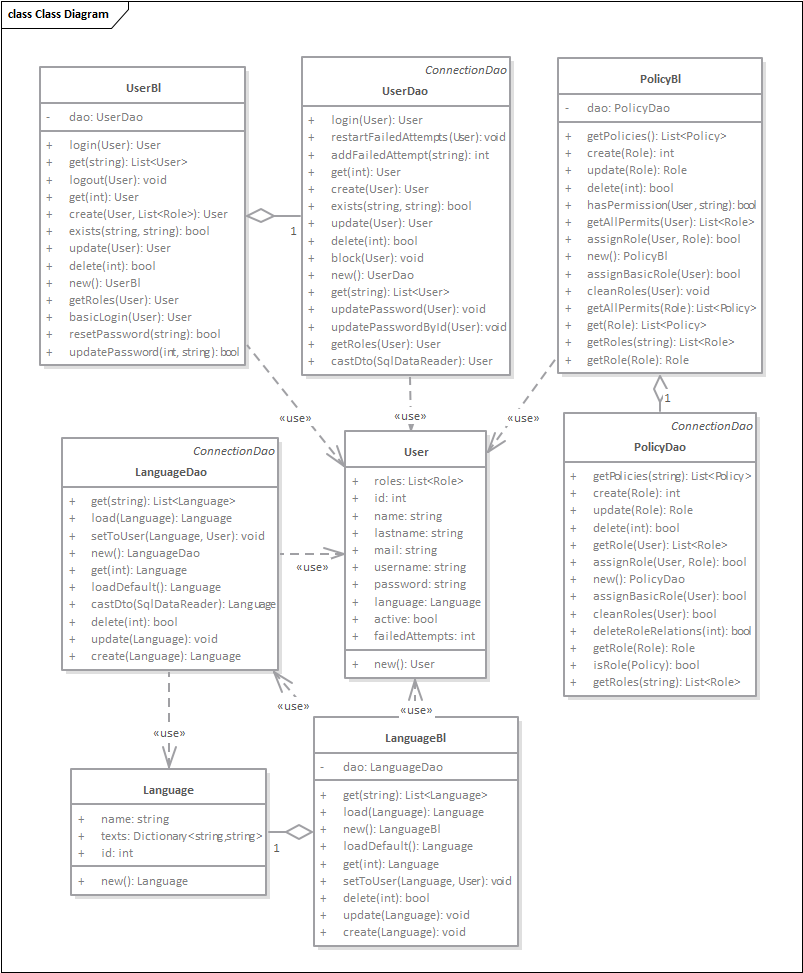 class Class Diagram
UserBl
- dao: UserDao
+ login(User): User
+ get(string): List<User>
+ logout(User): void
+ get(int): User
+ create(User, List<Role>): User
+ exists(string, string): bool
+ update(User): User
+ delete(int): bool
+ new(): UserBl
+ getRoles(User): User
+ basicLogin(User): User
+ resetPassword(string): bool
+ updatePassword(int, string): bool
1
ConnectionDao
UserDao
+ login(User): User
+ restartFailedAttempts(User): void
+ addFailedAttempt(string): int
+ get(int): User
+ create(User): User
+ exists(string, string): bool
+ update(User): User
+ delete(int): bool
+ block(User): void
+ new(): UserDao
+ get(string): List<User>
+ updatePassword(User): void
+ updatePasswordById(User): void
+ getRoles(User): User
+ castDto(SqlDataReader): User
PolicyBl
- dao: PolicyDao
+ getPolicies(): List<Policy>
+ create(Role): int
+ update(Role): Role
+ delete(int): bool
+ hasPermission(User, string): bool
+ getAllPermits(User): List<Role>
+ assignRole(User, Role): bool
+ new(): PolicyBl
+ assignBasicRole(User): bool
+ cleanRoles(User): void
+ getAllPermits(Role): List<Policy>
+ get(Role): List<Policy>
+ getRoles(string): List<Role>
+ getRole(Role): Role
1
«use»
«use»
«use»
ConnectionDao
LanguageDao
+ get(string): List<Language>
+ load(Language): Language
+ setToUser(Language, User): void
+ new(): LanguageDao
+ get(int): Language
+ loadDefault(): Language
+ castDto(SqlDataReader): Language
+ delete(int): bool
+ update(Language): void
+ create(Language): Language
«use»
User
+ roles: List<Role>
+ id: int
+ name: string
+ lastname: string
+ mail: string
+ username: string
+ password: string
+ language: Language
+ active: bool
+ failedAttempts: int
+ new(): User
ConnectionDao
PolicyDao
+ getPolicies(string): List<Policy>
+ create(Role): int
+ update(Role): Role
+ delete(int): bool
+ getRole(User): List<Role>
+ assignRole(User, Role): bool
+ new(): PolicyDao
+ assignBasicRole(User): bool
+ cleanRoles(User): bool
+ deleteRoleRelations(int): bool
+ getRole(Role): Role
+ isRole(Policy): bool
+ getRoles(string): List<Role>
«use»
«use»
«use»
Language
+ name: string
+ texts: Dictionary<string,string>
+ id: int
+ new(): Language
1
LanguageBl
- dao: LanguageDao
+ get(string): List<Language>
+ load(Language): Language
+ new(): LanguageBl
+ loadDefault(): Language
+ get(int): Language
+ setToUser(Language, User): void
+ delete(int): bool
+ update(Language): void
+ create(Language): void